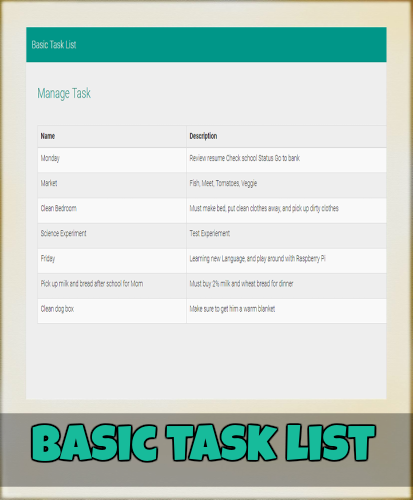 Basic Task List
Manage Task
Name Description
Monday Review resume Check school Status Go to bank
Market Fish, Meet, Tomatoes, Veggie
Clean Bedroom Must make bed, put clean clothes away, and pick up dirty clothes
Science Experiment Test Experiement
Friday Learning new Language, and play around with Raspberry Pi
Pick up milk and bread after school for Mom Must buy 2% milk and wheat bread for dinner
Clean dog box Make sure to get him a warm blanket
BASIC TASK LIST